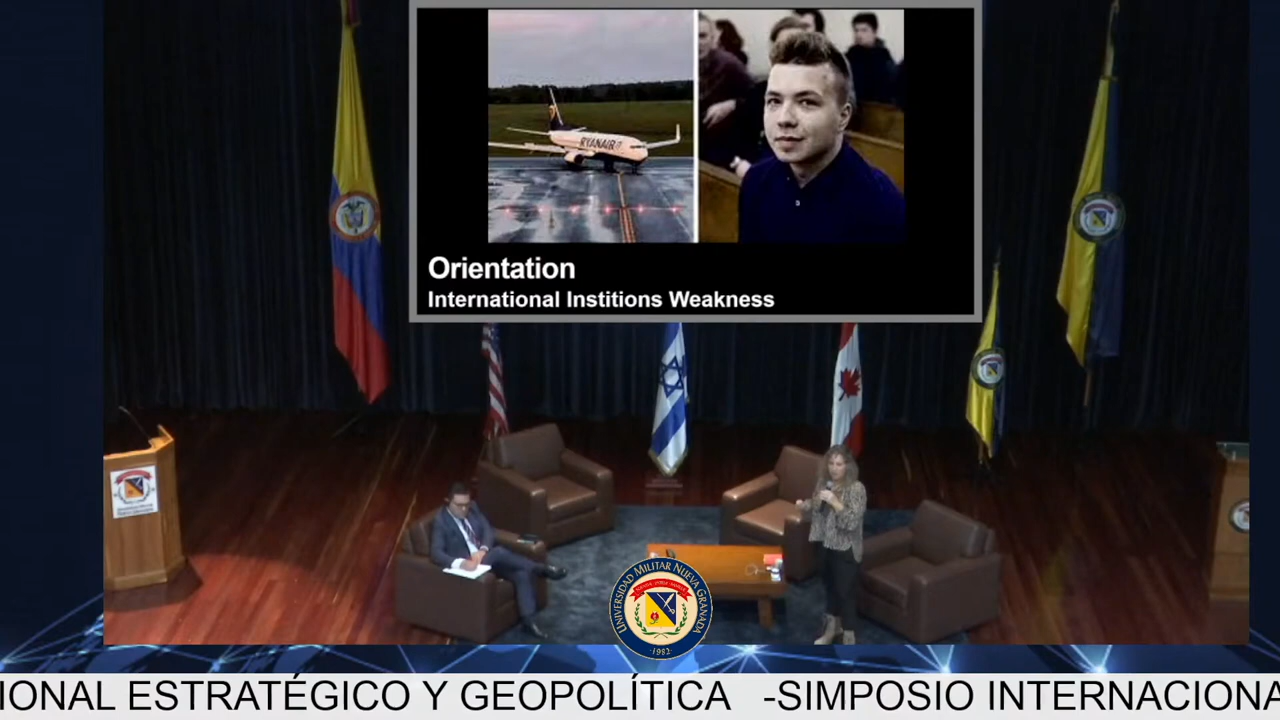 RYANAIR
Orientation
International Institions Weakness
UNIVERSIDAD MILITAR NUEVA GRANADA
·1982·
IONAL ESTRATÉGICO Y GEOPOLÍTICA -SIMPOSIO INTERNACIONA